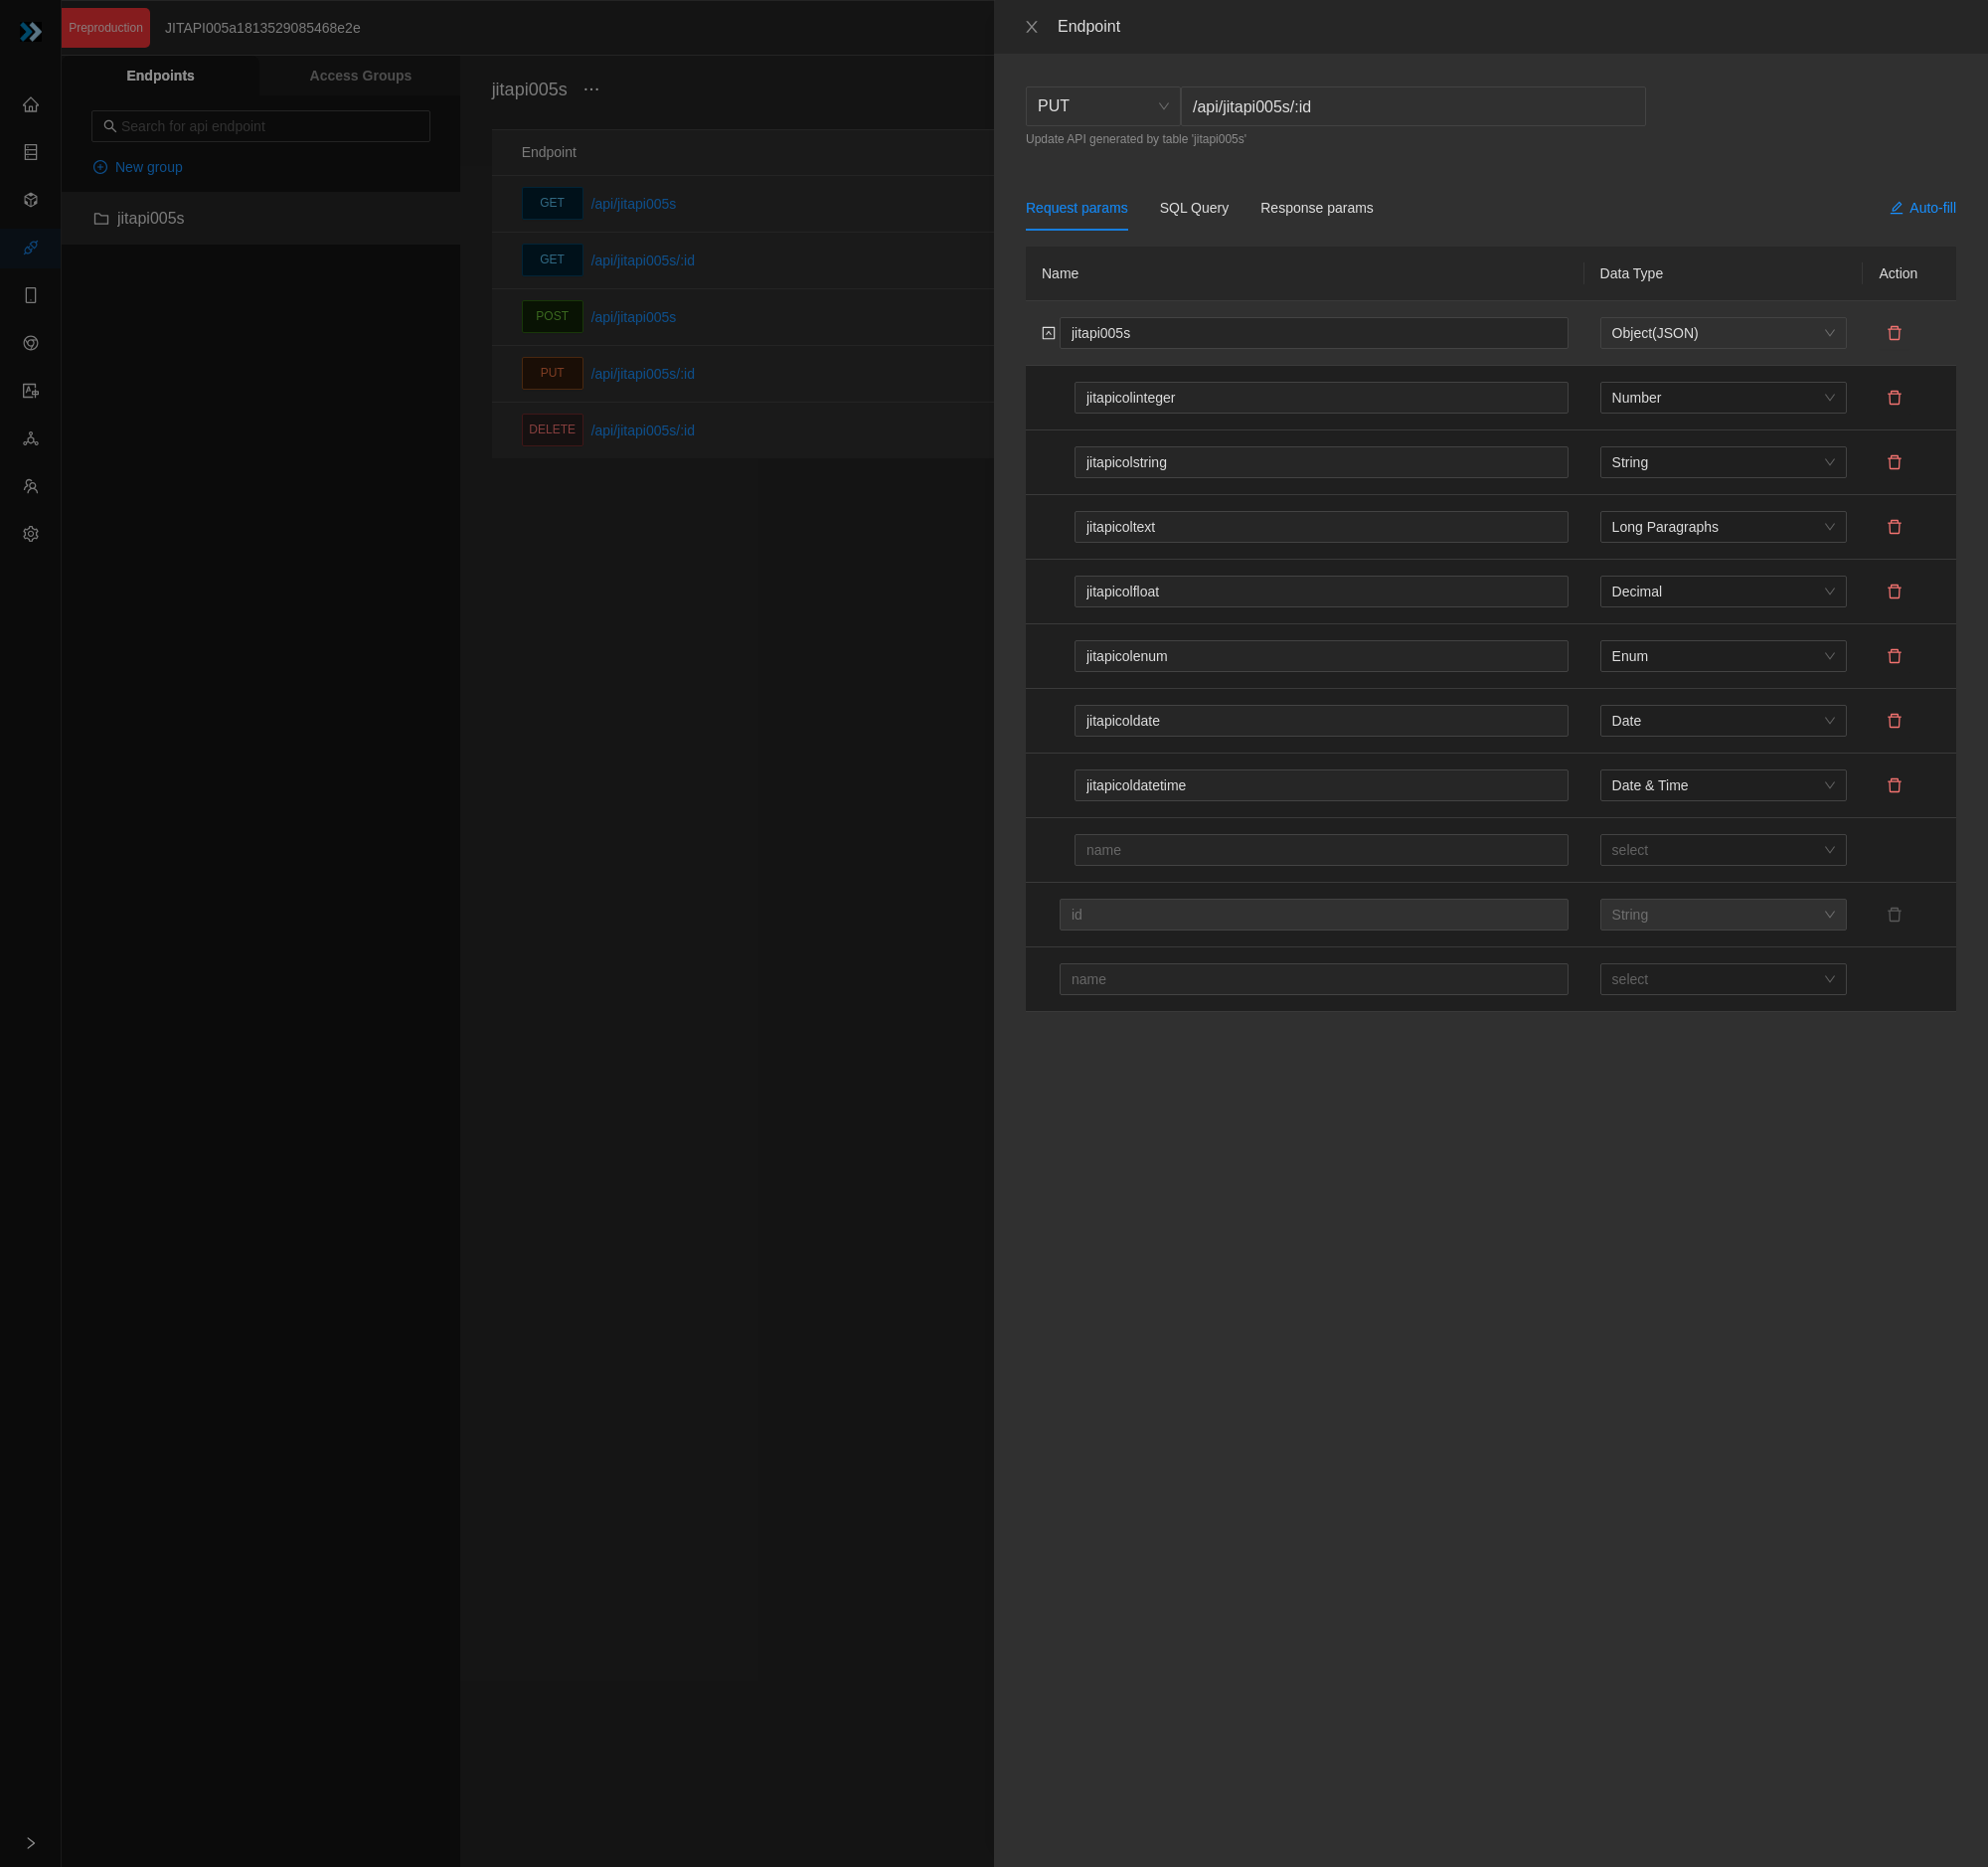 Preproduction
JITAPI005a1813529085468e2e
Endpoints
Access Groups
Search for api endpoint
New group
jitapi005s
jitapi005s
Endpoint
GET /api/jitapi005s
GET /api/jitapi005s/:id
POST /api/jitapi005s
PUT /api/jitapi005s/:id
DELETE /api/jitapi005s/:id
Endpoint
PUT /api/jitapi005s/:id
Update API generated by table 'jitapi005s'
Request params SQL Query Response params Auto-fill
Name Data Type Action
jitapi005s Object(JSON)
jitapicolinteger Number
jitapicolstring String
jitapicoltext Long Paragraphs
jitapicolfloat Decimal
jitapicolenum Enum
jitapicoldate Date
jitapicoldatetime Date & Time
name select
id String
name select